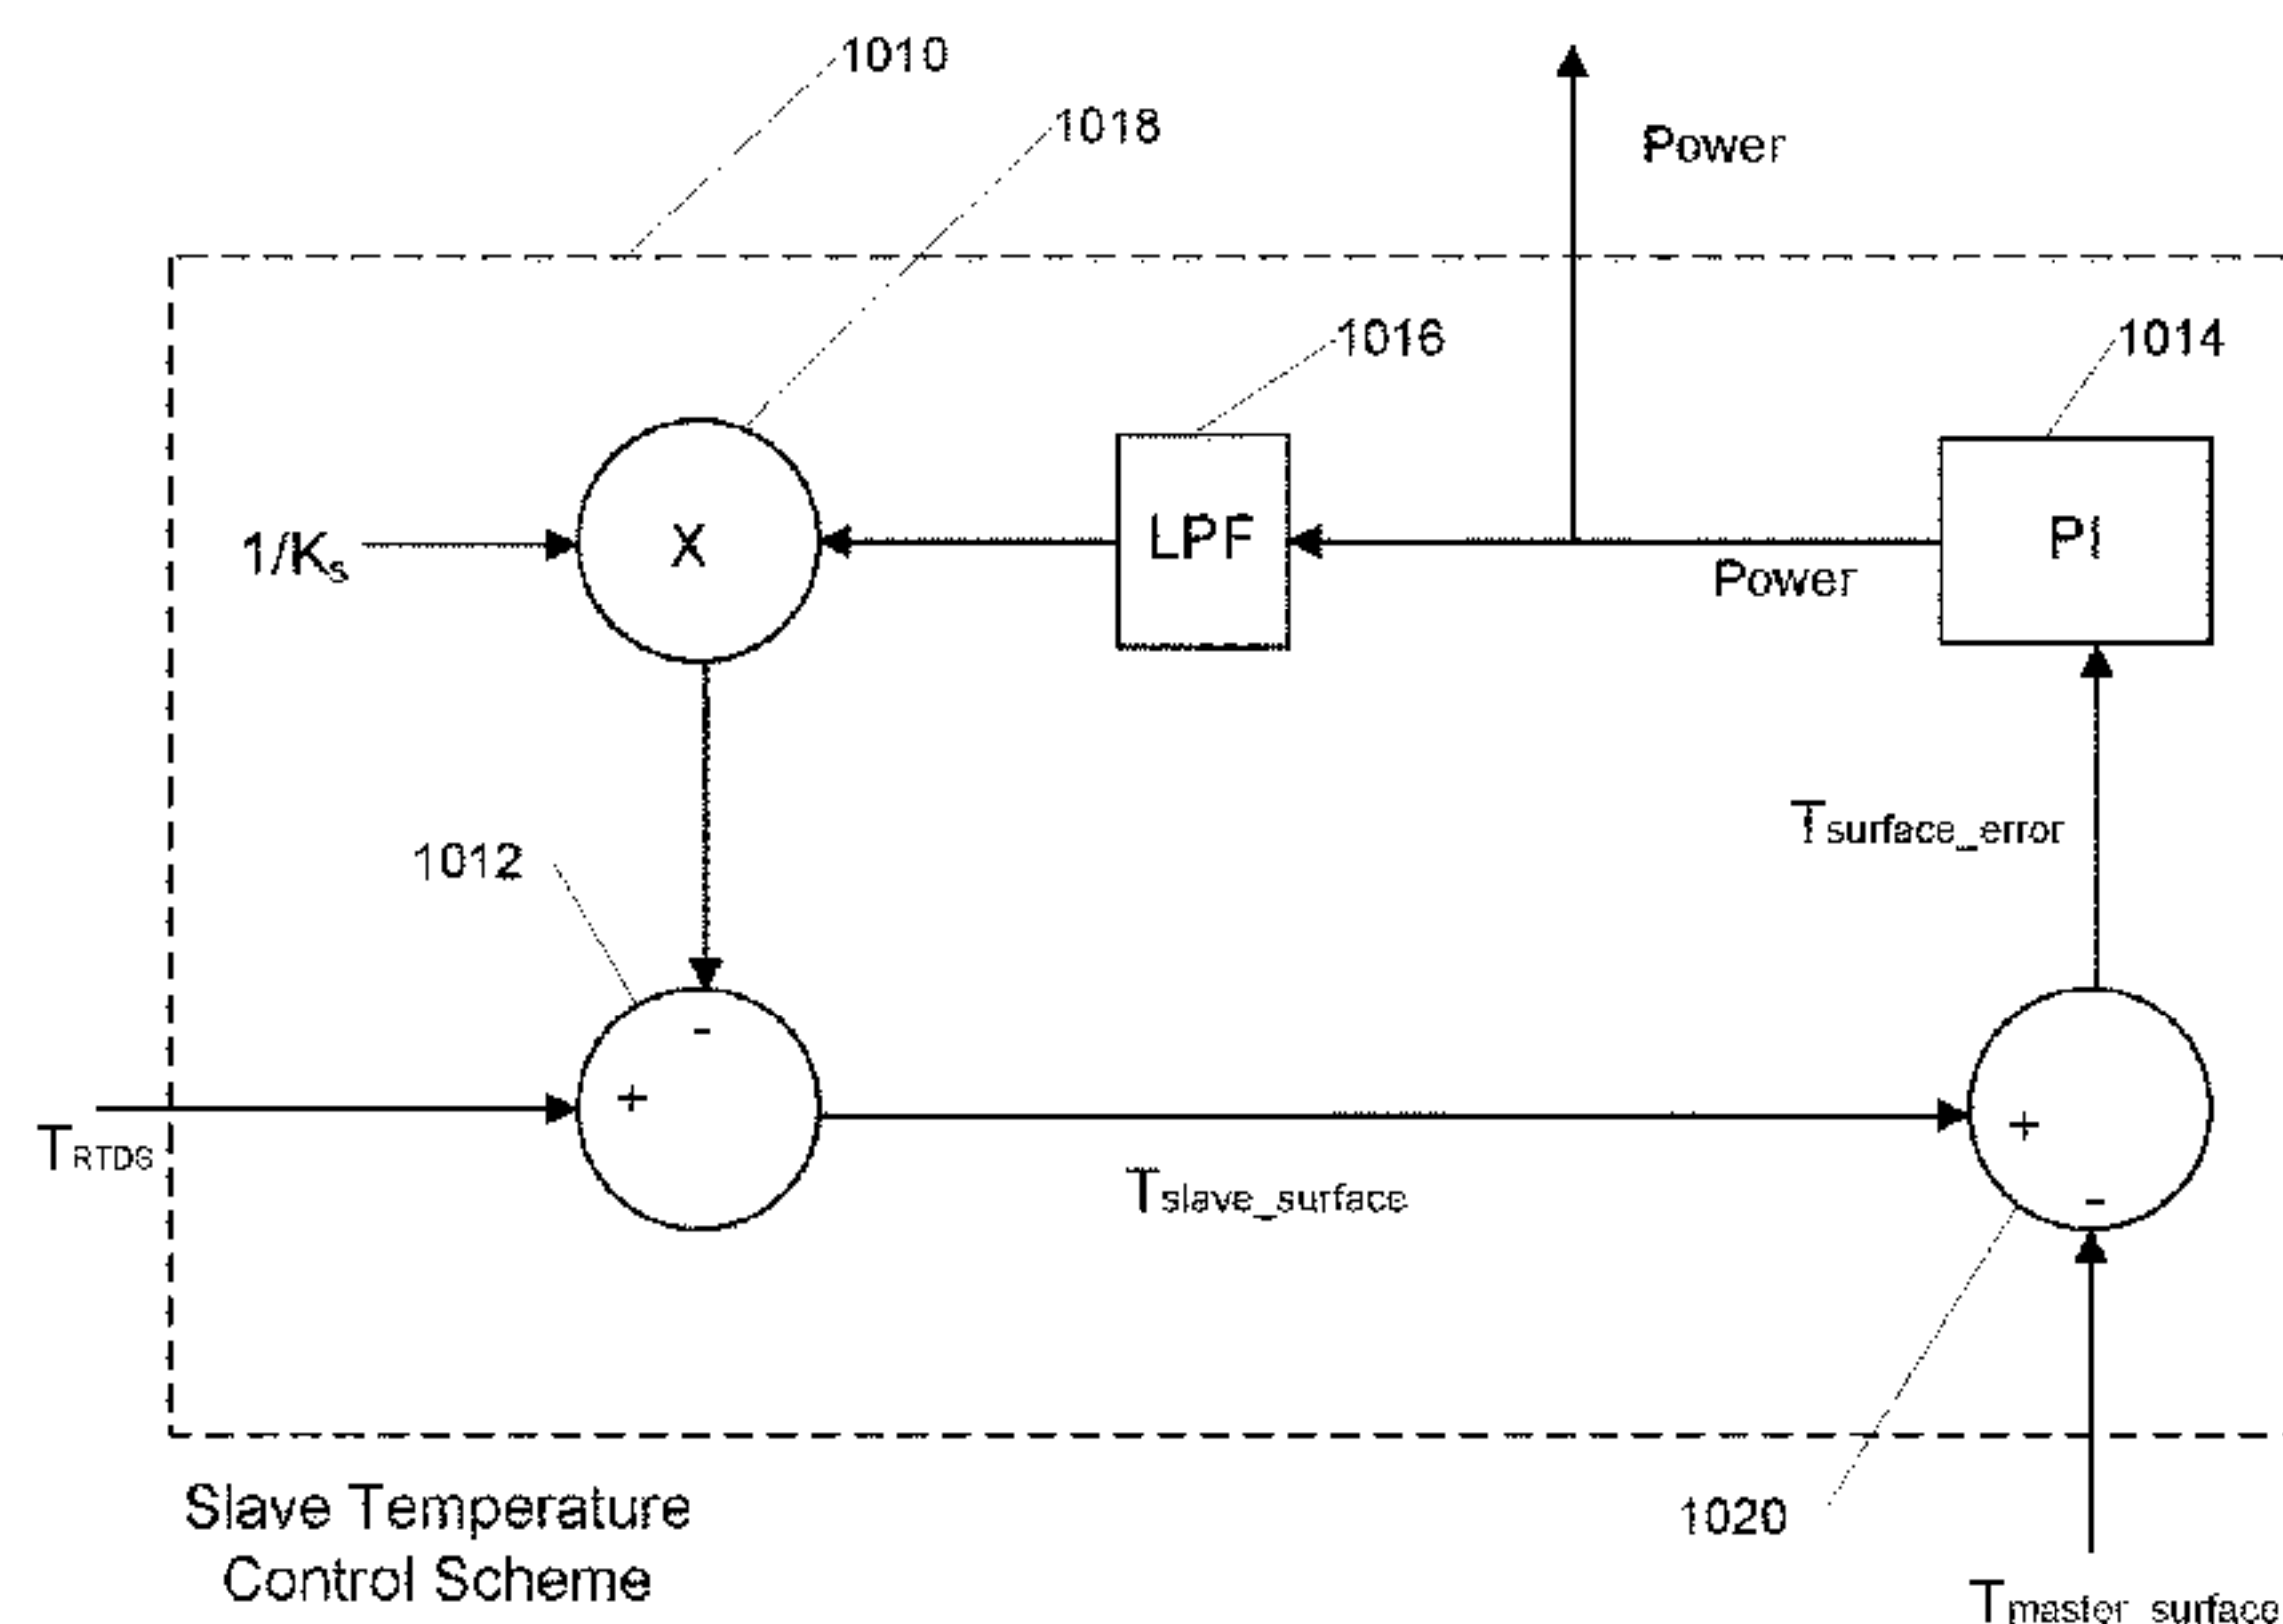 1010
1018
Power
1016
1014
1/Ks
X
LPF
Power
PI
1012
Tsurface_error
-
+
TRTDS
Tslave_surface
+
-
Slave Temperature
Control Scheme
1020
Tmaster_surface